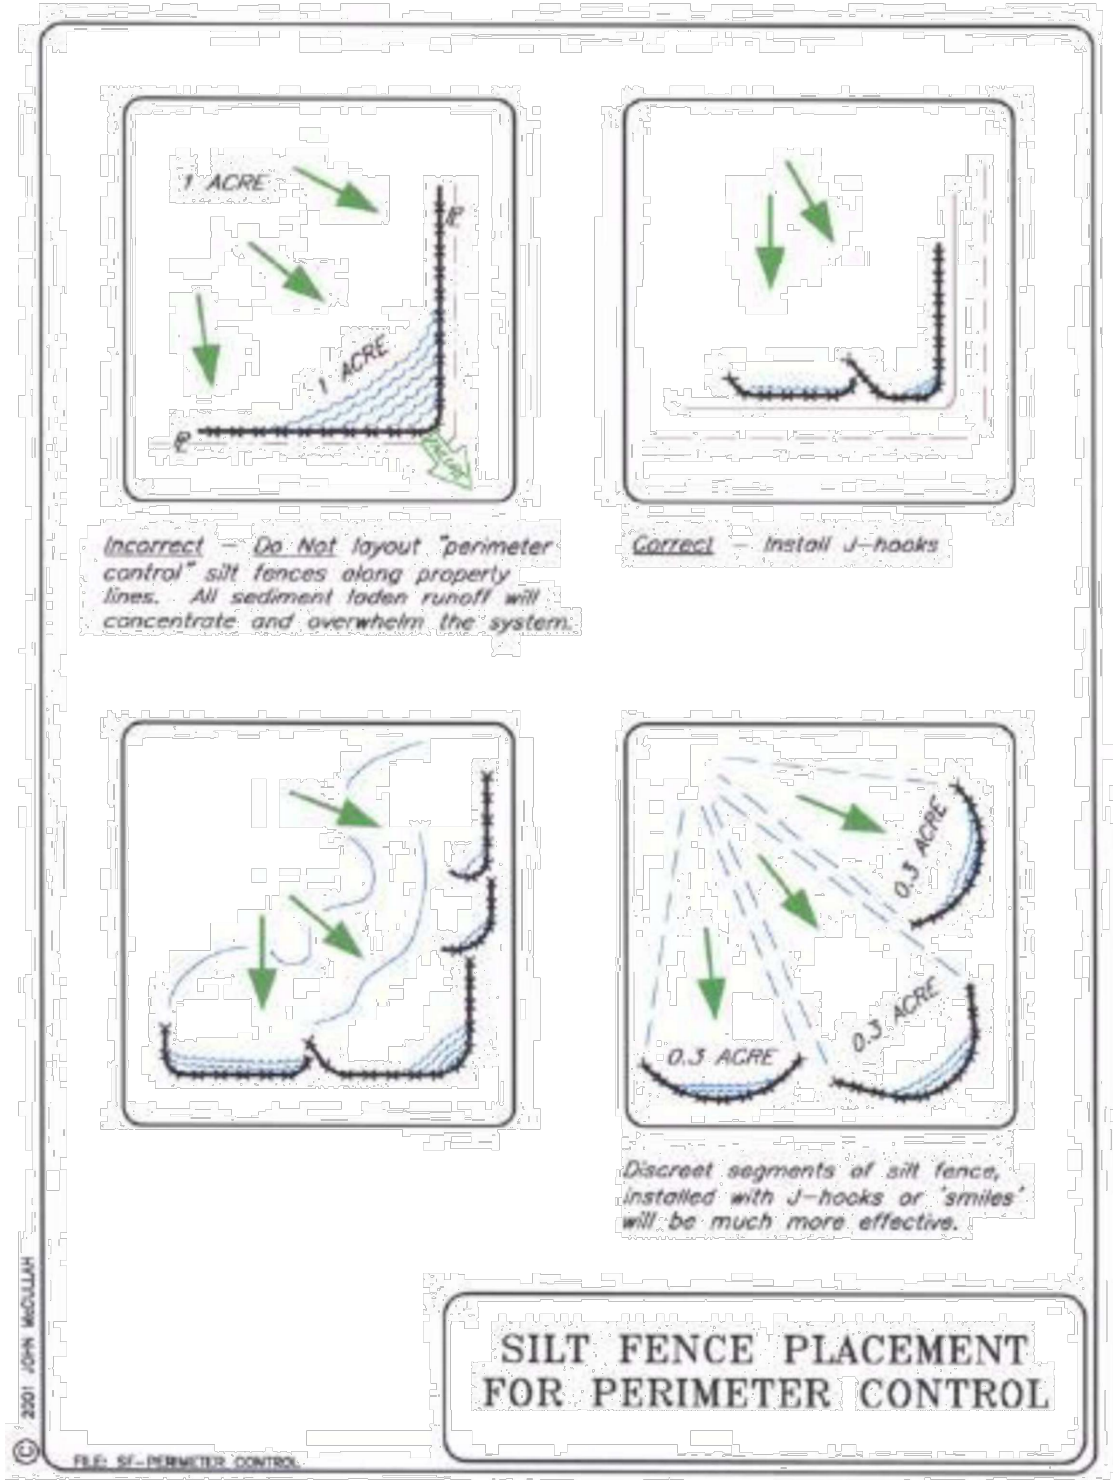 1 ACRE
℄
1 ACRE
℄
Incorrect - Do Not layout "perimeter
control" silt fences along property
lines. All sediment laden runoff will
concentrate and overwhelm the system.
Correct - Install J-hooks
0.3 ACRE
0.3 ACRE
0.3 ACRE
Discreet segments of silt fence,
installed with J-hooks or 'smiles'
will be much more effective.
SILT FENCE PLACEMENT
FOR PERIMETER CONTROL
© 2001 JOHN McCULLAH
FILE: SF-PERIMETER CONTROL